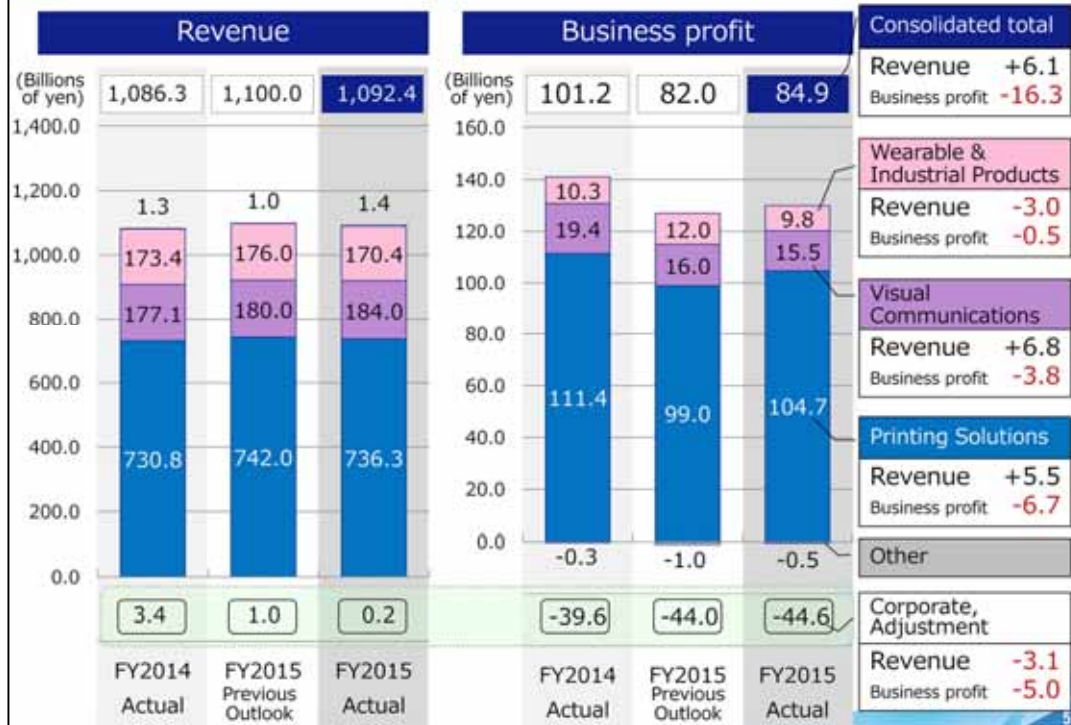 Revenue
(Billions
of yen)
1,086.3
1,100.0
1,092.4
1,400.0
1,200.0
1,000.0
800.0
600.0
400.0
200.0
0.0
1.3
1.0
1.4
173.4
176.0
170.4
177.1
180.0
184.0
730.8
742.0
736.3
3.4
1.0
0.2
FY2014
Actual
FY2015
Previous
Outlook
FY2015
Actual
Business profit
(Billions
of yen)
101.2
82.0
84.9
160.0
140.0
120.0
100.0
80.0
60.0
40.0
20.0
0.0
10.3
12.0
9.8
19.4
16.0
15.5
111.4
99.0
104.7
-0.3
-1.0
-0.5
-39.6
-44.0
-44.6
FY2014
Actual
FY2015
Previous
Outlook
FY2015
Actual
Consolidated total
Revenue +6.1
Business profit -16.3
Wearable &
Industrial Products
Revenue -3.0
Business profit -0.5
Visual
Communications
Revenue +6.8
Business profit -3.8
Printing Solutions
Revenue +5.5
Business profit -6.7
Other
Corporate,
Adjustment
Revenue -3.1
Business profit -5.0